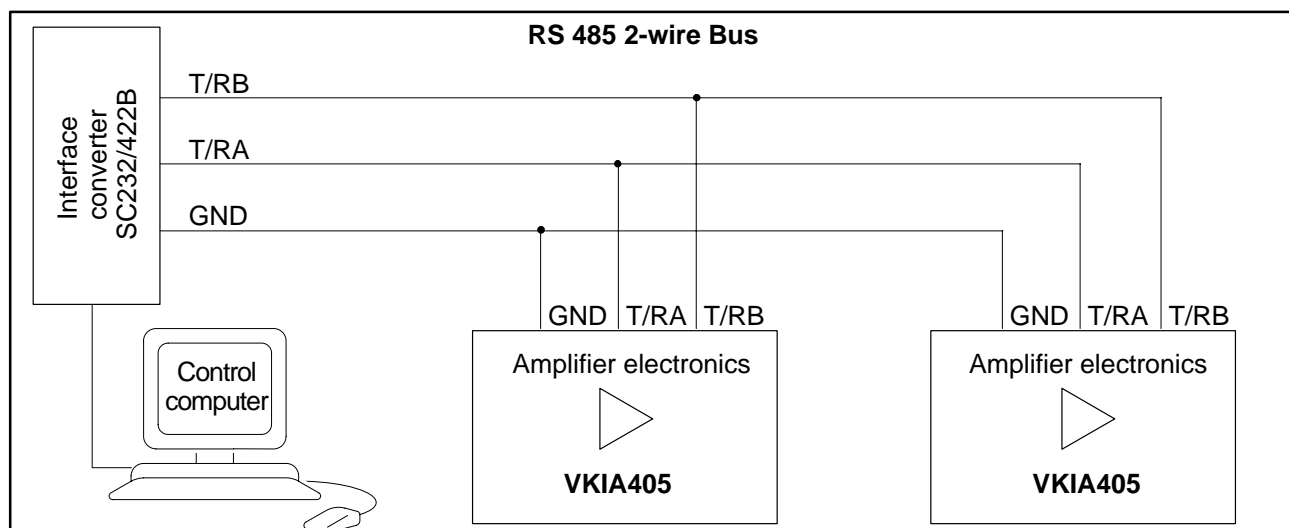 RS 485 2-wire Bus
Interface
converter
SC232/422B
T/RB
T/RA
GND
GND T/RA T/RB
GND T/RA T/RB
Control
computer
Amplifier electronics
VKIA405
Amplifier electronics
VKIA405